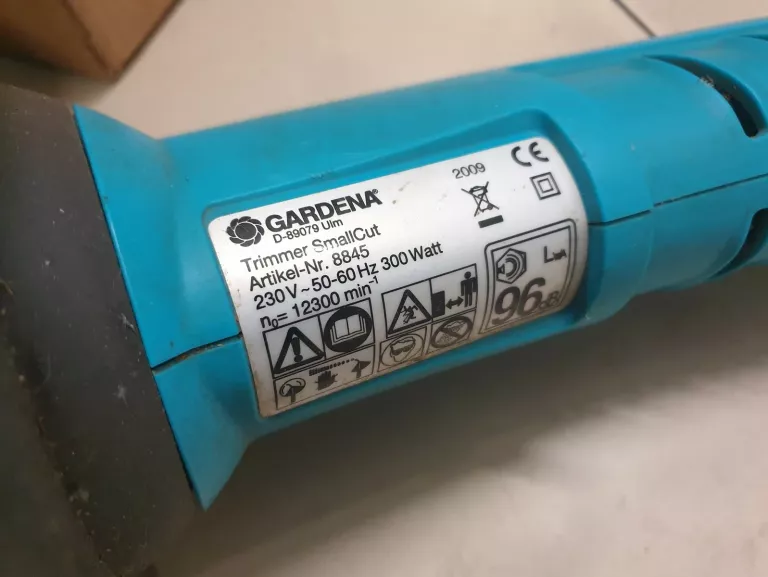 GARDENA®
D-89079 Ulm
Trimmer SmallCut
Artikel-Nr. 8845
230 V ~ 50-60 Hz 300 Watt
n₀= 12300 min⁻¹
2009
CE
96 dB